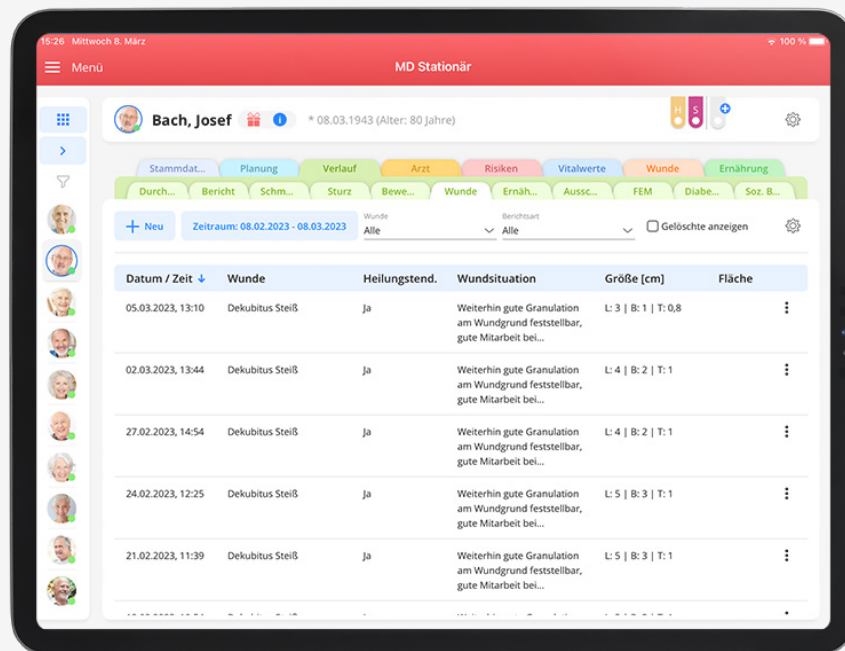 15:26 Mittwoch 8. März 100 %
Menü MD Stationär
Bach, Josef * 08.03.1943 (Alter: 80 Jahre) H S
Stammdat... Planung Verlauf Arzt Risiken Vitalwerte Wunde Ernährung
Durch... Bericht Schm... Sturz Bewe... Wunde Ernäh... Aussc... FEM Diabe... Soz. B...
Wunde Berichtsart
+ Neu Zeitraum: 08.02.2023 - 08.03.2023 Alle Alle Gelöschte anzeigen
Datum / Zeit Wunde Heilungstend. Wundsituation Größe [cm] Fläche
05.03.2023, 13:10 Dekubitus Steiß Ja Weiterhin gute Granulation L: 3 | B: 1 | T: 0,8
am Wundgrund feststellbar,
gute Mitarbeit bei...
02.03.2023, 13:44 Dekubitus Steiß Ja Weiterhin gute Granulation L: 4 | B: 2 | T: 1
am Wundgrund feststellbar,
gute Mitarbeit bei...
27.02.2023, 14:54 Dekubitus Steiß Ja Weiterhin gute Granulation L: 4 | B: 2 | T: 1
am Wundgrund feststellbar,
gute Mitarbeit bei...
24.02.2023, 12:25 Dekubitus Steiß Ja Weiterhin gute Granulation L: 5 | B: 3 | T: 1
am Wundgrund feststellbar,
gute Mitarbeit bei...
21.02.2023, 11:39 Dekubitus Steiß Ja Weiterhin gute Granulation L: 5 | B: 3 | T: 1
am Wundgrund feststellbar,
gute Mitarbeit bei...